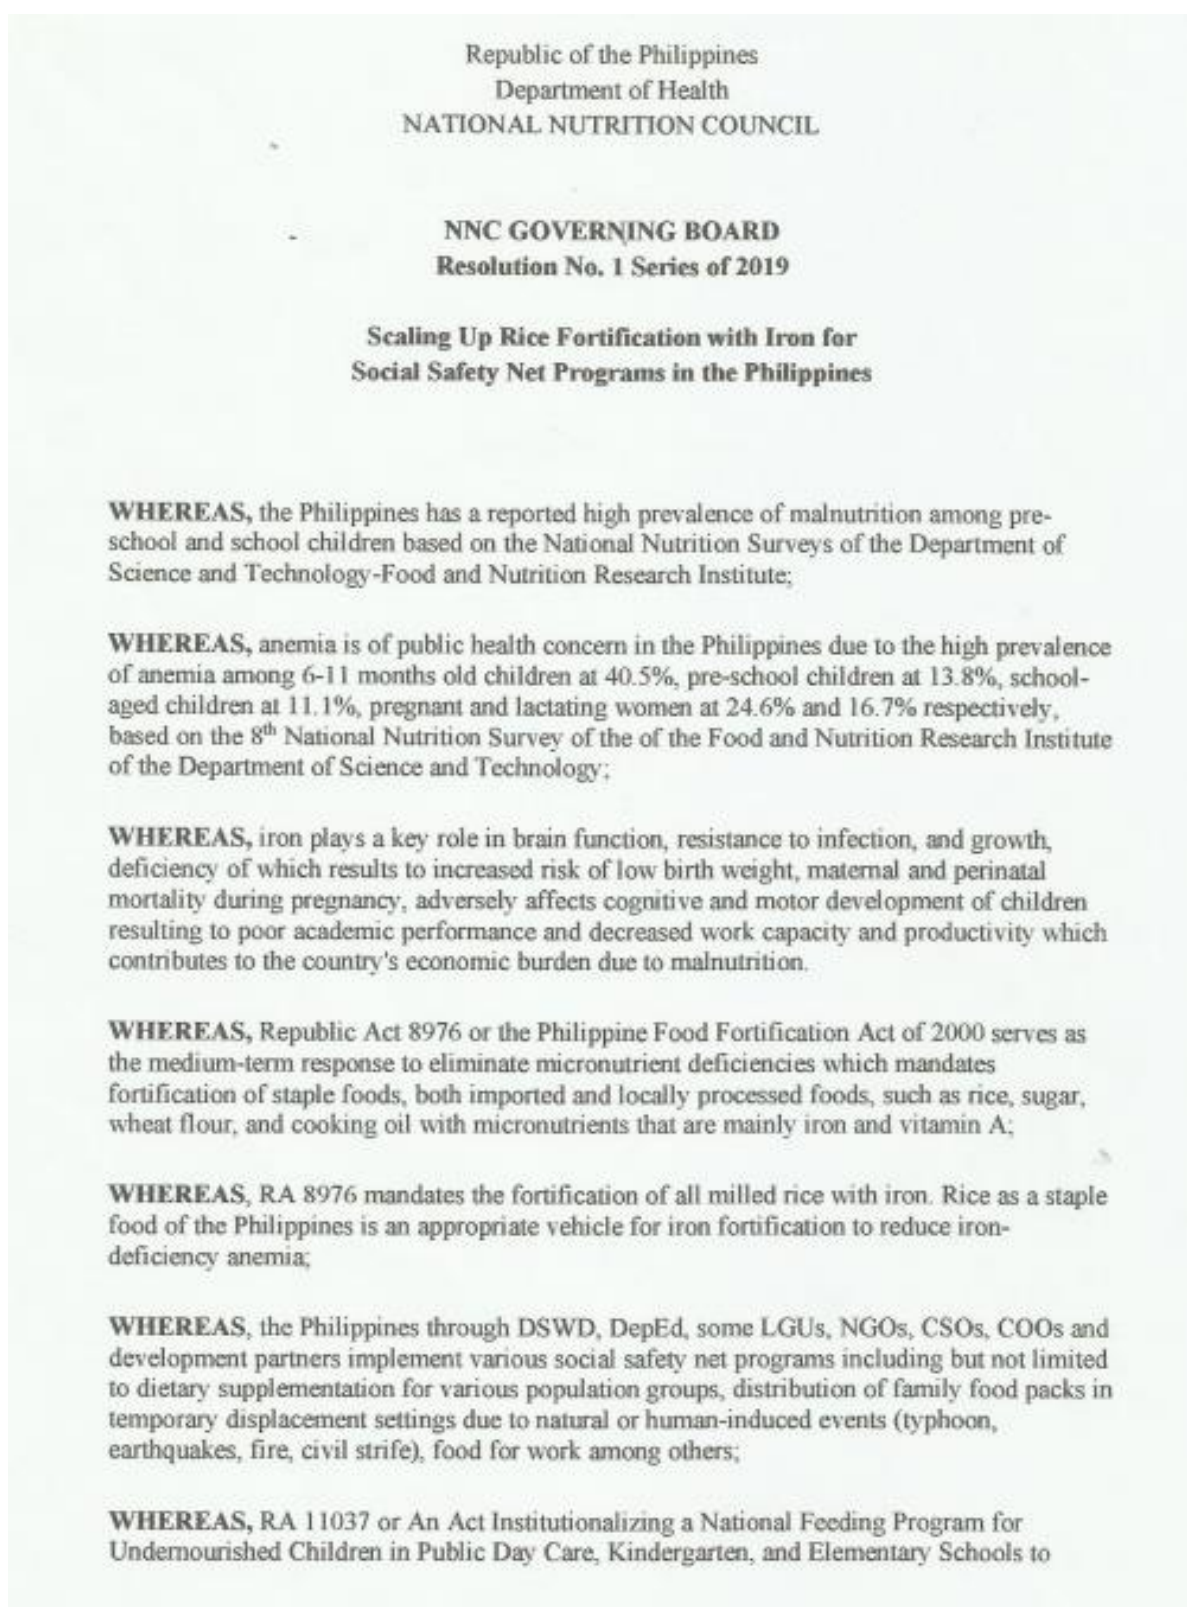 Republic of the Philippines
Department of Health
NATIONAL NUTRITION COUNCIL
NNC GOVERNING BOARD
Resolution No. 1 Series of 2019
Scaling Up Rice Fortification with Iron for
Social Safety Net Programs in the Philippines
WHEREAS, the Philippines has a reported high prevalence of malnutrition among pre-
school and school children based on the National Nutrition Surveys of the Department of
Science and Technology-Food and Nutrition Research Institute;
WHEREAS, anemia is of public health concern in the Philippines due to the high prevalence
of anemia among 6-11 months old children at 40.5%, pre-school children at 13.8%, school-
aged children at 11.1%, pregnant and lactating women at 24.6% and 16.7% respectively,
based on the 8th National Nutrition Survey of the of the Food and Nutrition Research Institute
of the Department of Science and Technology;
WHEREAS, iron plays a key role in brain function, resistance to infection, and growth,
deficiency of which results to increased risk of low birth weight, maternal and perinatal
mortality during pregnancy, adversely affects cognitive and motor development of children
resulting to poor academic performance and decreased work capacity and productivity which
contributes to the country's economic burden due to malnutrition.
WHEREAS, Republic Act 8976 or the Philippine Food Fortification Act of 2000 serves as
the medium-term response to eliminate micronutrient deficiencies which mandates
fortification of staple foods, both imported and locally processed foods, such as rice, sugar,
wheat flour, and cooking oil with micronutrients that are mainly iron and vitamin A;
WHEREAS, RA 8976 mandates the fortification of all milled rice with iron. Rice as a staple
food of the Philippines is an appropriate vehicle for iron fortification to reduce iron-
deficiency anemia;
WHEREAS, the Philippines through DSWD, DepEd, some LGUs, NGOs, CSOs, COOs and
development partners implement various social safety net programs including but not limited
to dietary supplementation for various population groups, distribution of family food packs in
temporary displacement settings due to natural or human-induced events (typhoon,
earthquakes, fire, civil strife), food for work among others;
WHEREAS, RA 11037 or An Act Institutionalizing a National Feeding Program for
Undernourished Children in Public Day Care, Kindergarten, and Elementary Schools to